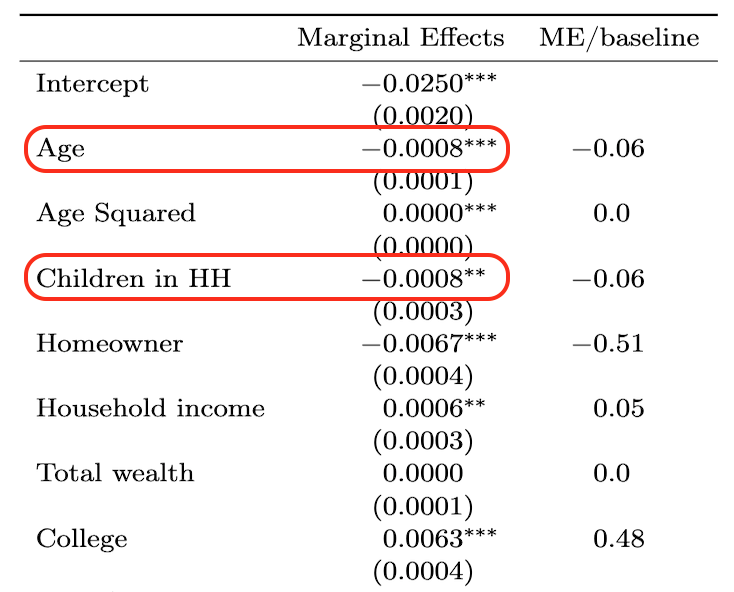 Marginal Effects ME/baseline
Intercept −0.0250***
(0.0020)
Age −0.0008*** −0.06
(0.0001)
Age Squared 0.0000*** 0.0
(0.0000)
Children in HH −0.0008** −0.06
(0.0003)
Homeowner −0.0067*** −0.51
(0.0004)
Household income 0.0006** 0.05
(0.0003)
Total wealth 0.0000 0.0
(0.0001)
College 0.0063*** 0.48
(0.0004)